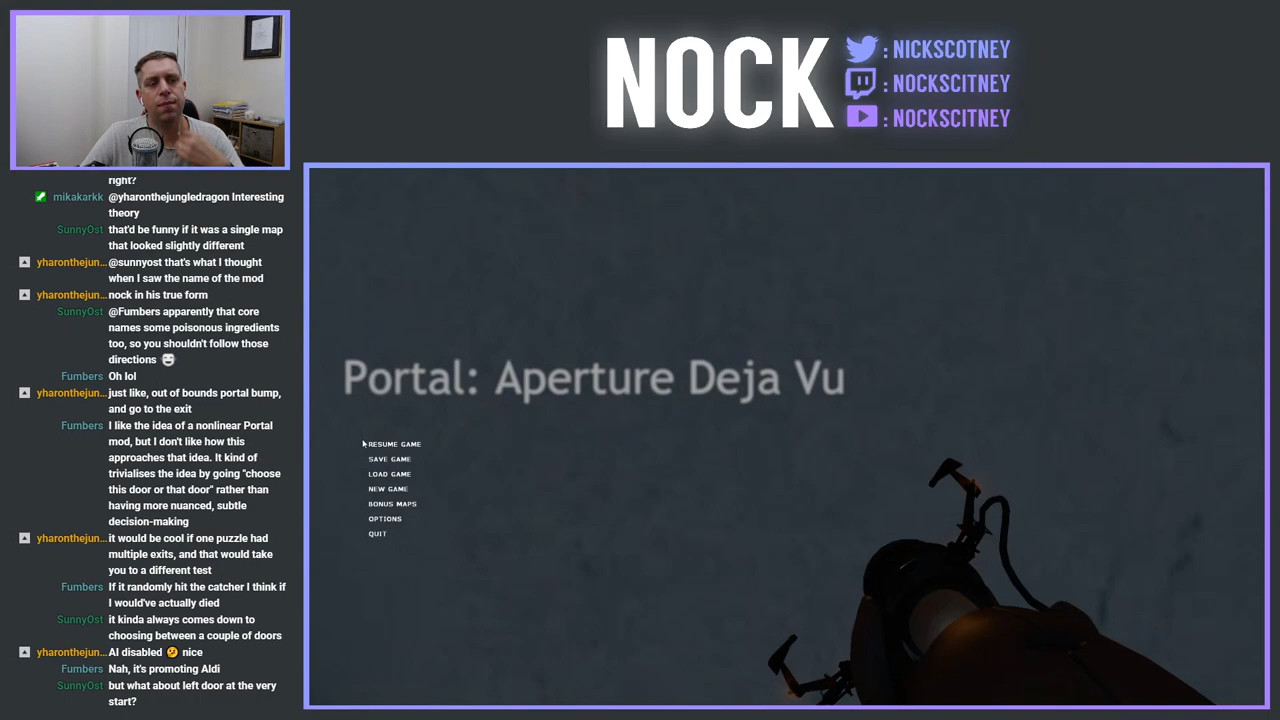 NOCK
: NICKSCOTNEY
: NOCKSCITNEY
: NOCKSCITNEY
right?
mikakarkk @yharonthejungledragon Interesting
theory
SunnyOst that'd be funny if it was a single map
that looked slightly different
yharonthejun... @sunnyost that's what I thought
when I saw the name of the mod
yharonthejun... nock in his true form
SunnyOst @Fumbers apparently that core
names some poisonous ingredients
too, so you shouldn't follow those
directions
Fumbers Oh lol
yharonthejun... just like, out of bounds portal bump,
and go to the exit
Fumbers I like the idea of a nonlinear Portal
mod, but I don't like how this
approaches that idea. It kind of
trivialises the idea by going "choose
this door or that door" rather than
having more nuanced, subtle
decision-making
yharonthejun... it would be cool if one puzzle had
multiple exits, and that would take
you to a different test
Fumbers If it randomly hit the catcher I think if
I would've actually died
SunnyOst it kinda always comes down to
choosing between a couple of doors
yharonthejun... AI disabled 🤔 nice
Fumbers Nah, it's promoting Aldi
SunnyOst but what about left door at the very
start?
Portal: Aperture Deja Vu
RESUME GAME
SAVE GAME
LOAD GAME
NEW GAME
BONUS MAPS
OPTIONS
QUIT